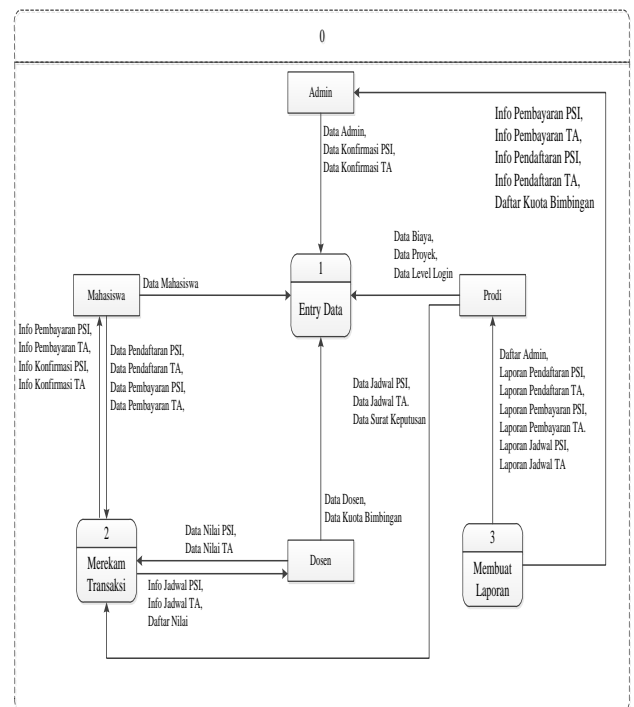 0
Admin
Info Pembayaran PSI,
Info Pembayaran TA,
Info Pendaftaran PSI,
Info Pendaftaran TA,
Daftar Kuota Bimbingan
Data Admin,
Data Konfirmasi PSI,
Data Konfirmasi TA
Data Biaya,
Data Proyek,
Data Level Login
1
Entry Data
Mahasiswa
Data Mahasiswa
Prodi
Info Pembayaran PSI,
Info Pembayaran TA,
Info Konfirmasi PSI,
Info Konfirmasi TA
Data Pendaftaran PSI,
Data Pendaftaran TA,
Data Pembayaran PSI,
Data Pembayaran TA,
Data Jadwal PSI,
Data Jadwal TA.
Data Surat Keputusan
Daftar Admin,
Laporan Pendaftaran PSI,
Laporan Pendaftaran TA,
Laporan Pembayaran PSI,
Laporan Pembayaran TA.
Laporan Jadwal PSI,
Laporan Jadwal TA
Data Dosen,
Data Kuota Bimbingan
2
Merekam
Transaksi
Data Nilai PSI,
Data Nilai TA
Dosen
Info Jadwal PSI,
Info Jadwal TA,
Daftar Nilai
3
Membuat
Laporan